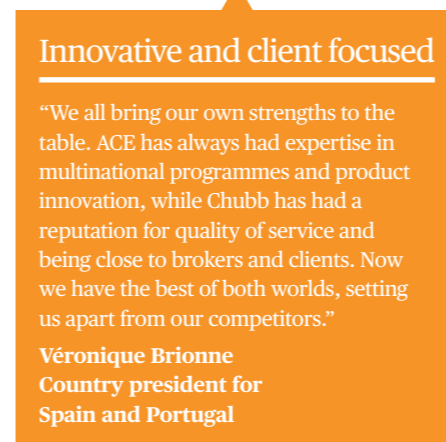 Innovative and client focused
“We all bring our own strengths to the
table. ACE has always had expertise in
multinational programmes and product
innovation, while Chubb has had a
reputation for quality of service and
being close to brokers and clients. Now
we have the best of both worlds, setting
us apart from our competitors.”
Véronique Brionne
Country president for
Spain and Portugal